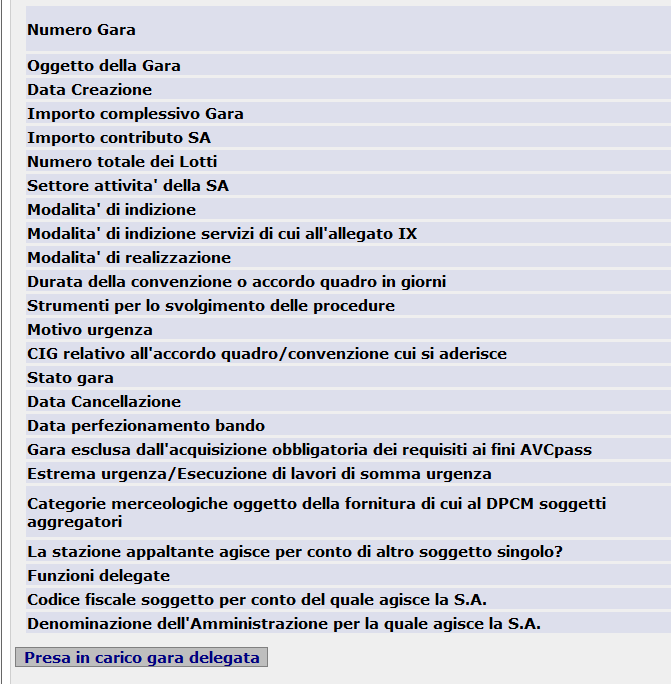 Numero Gara
Oggetto della Gara
Data Creazione
Importo complessivo Gara
Importo contributo SA
Numero totale dei Lotti
Settore attivita' della SA
Modalita' di indizione
Modalita' di indizione servizi di cui all'allegato IX
Modalita' di realizzazione
Durata della convenzione o accordo quadro in giorni
Strumenti per lo svolgimento delle procedure
Motivo urgenza
CIG relativo all'accordo quadro/convenzione cui si aderisce
Stato gara
Data Cancellazione
Data perfezionamento bando
Gara esclusa dall'acquisizione obbligatoria dei requisiti ai fini AVCpass
Estrema urgenza/Esecuzione di lavori di somma urgenza
Categorie merceologiche oggetto della fornitura di cui al DPCM soggetti
aggregatori
La stazione appaltante agisce per conto di altro soggetto singolo?
Funzioni delegate
Codice fiscale soggetto per conto del quale agisce la S.A.
Denominazione dell'Amministrazione per la quale agisce la S.A.
Presa in carico gara delegata